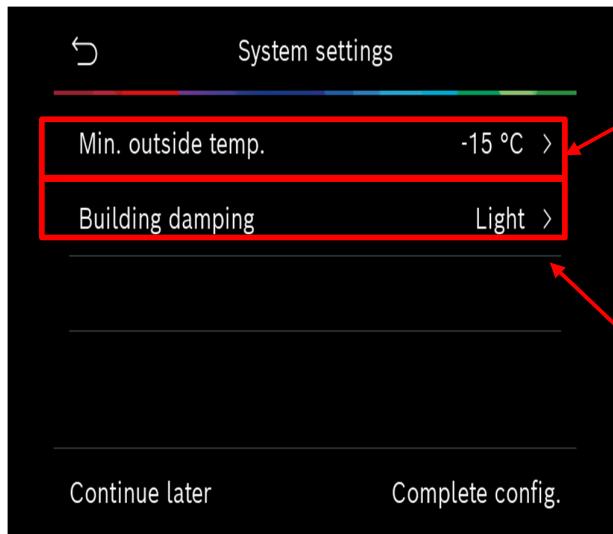 System settings
Min. outside temp. -15 °C >
Building damping Light >
Continue later Complete config.